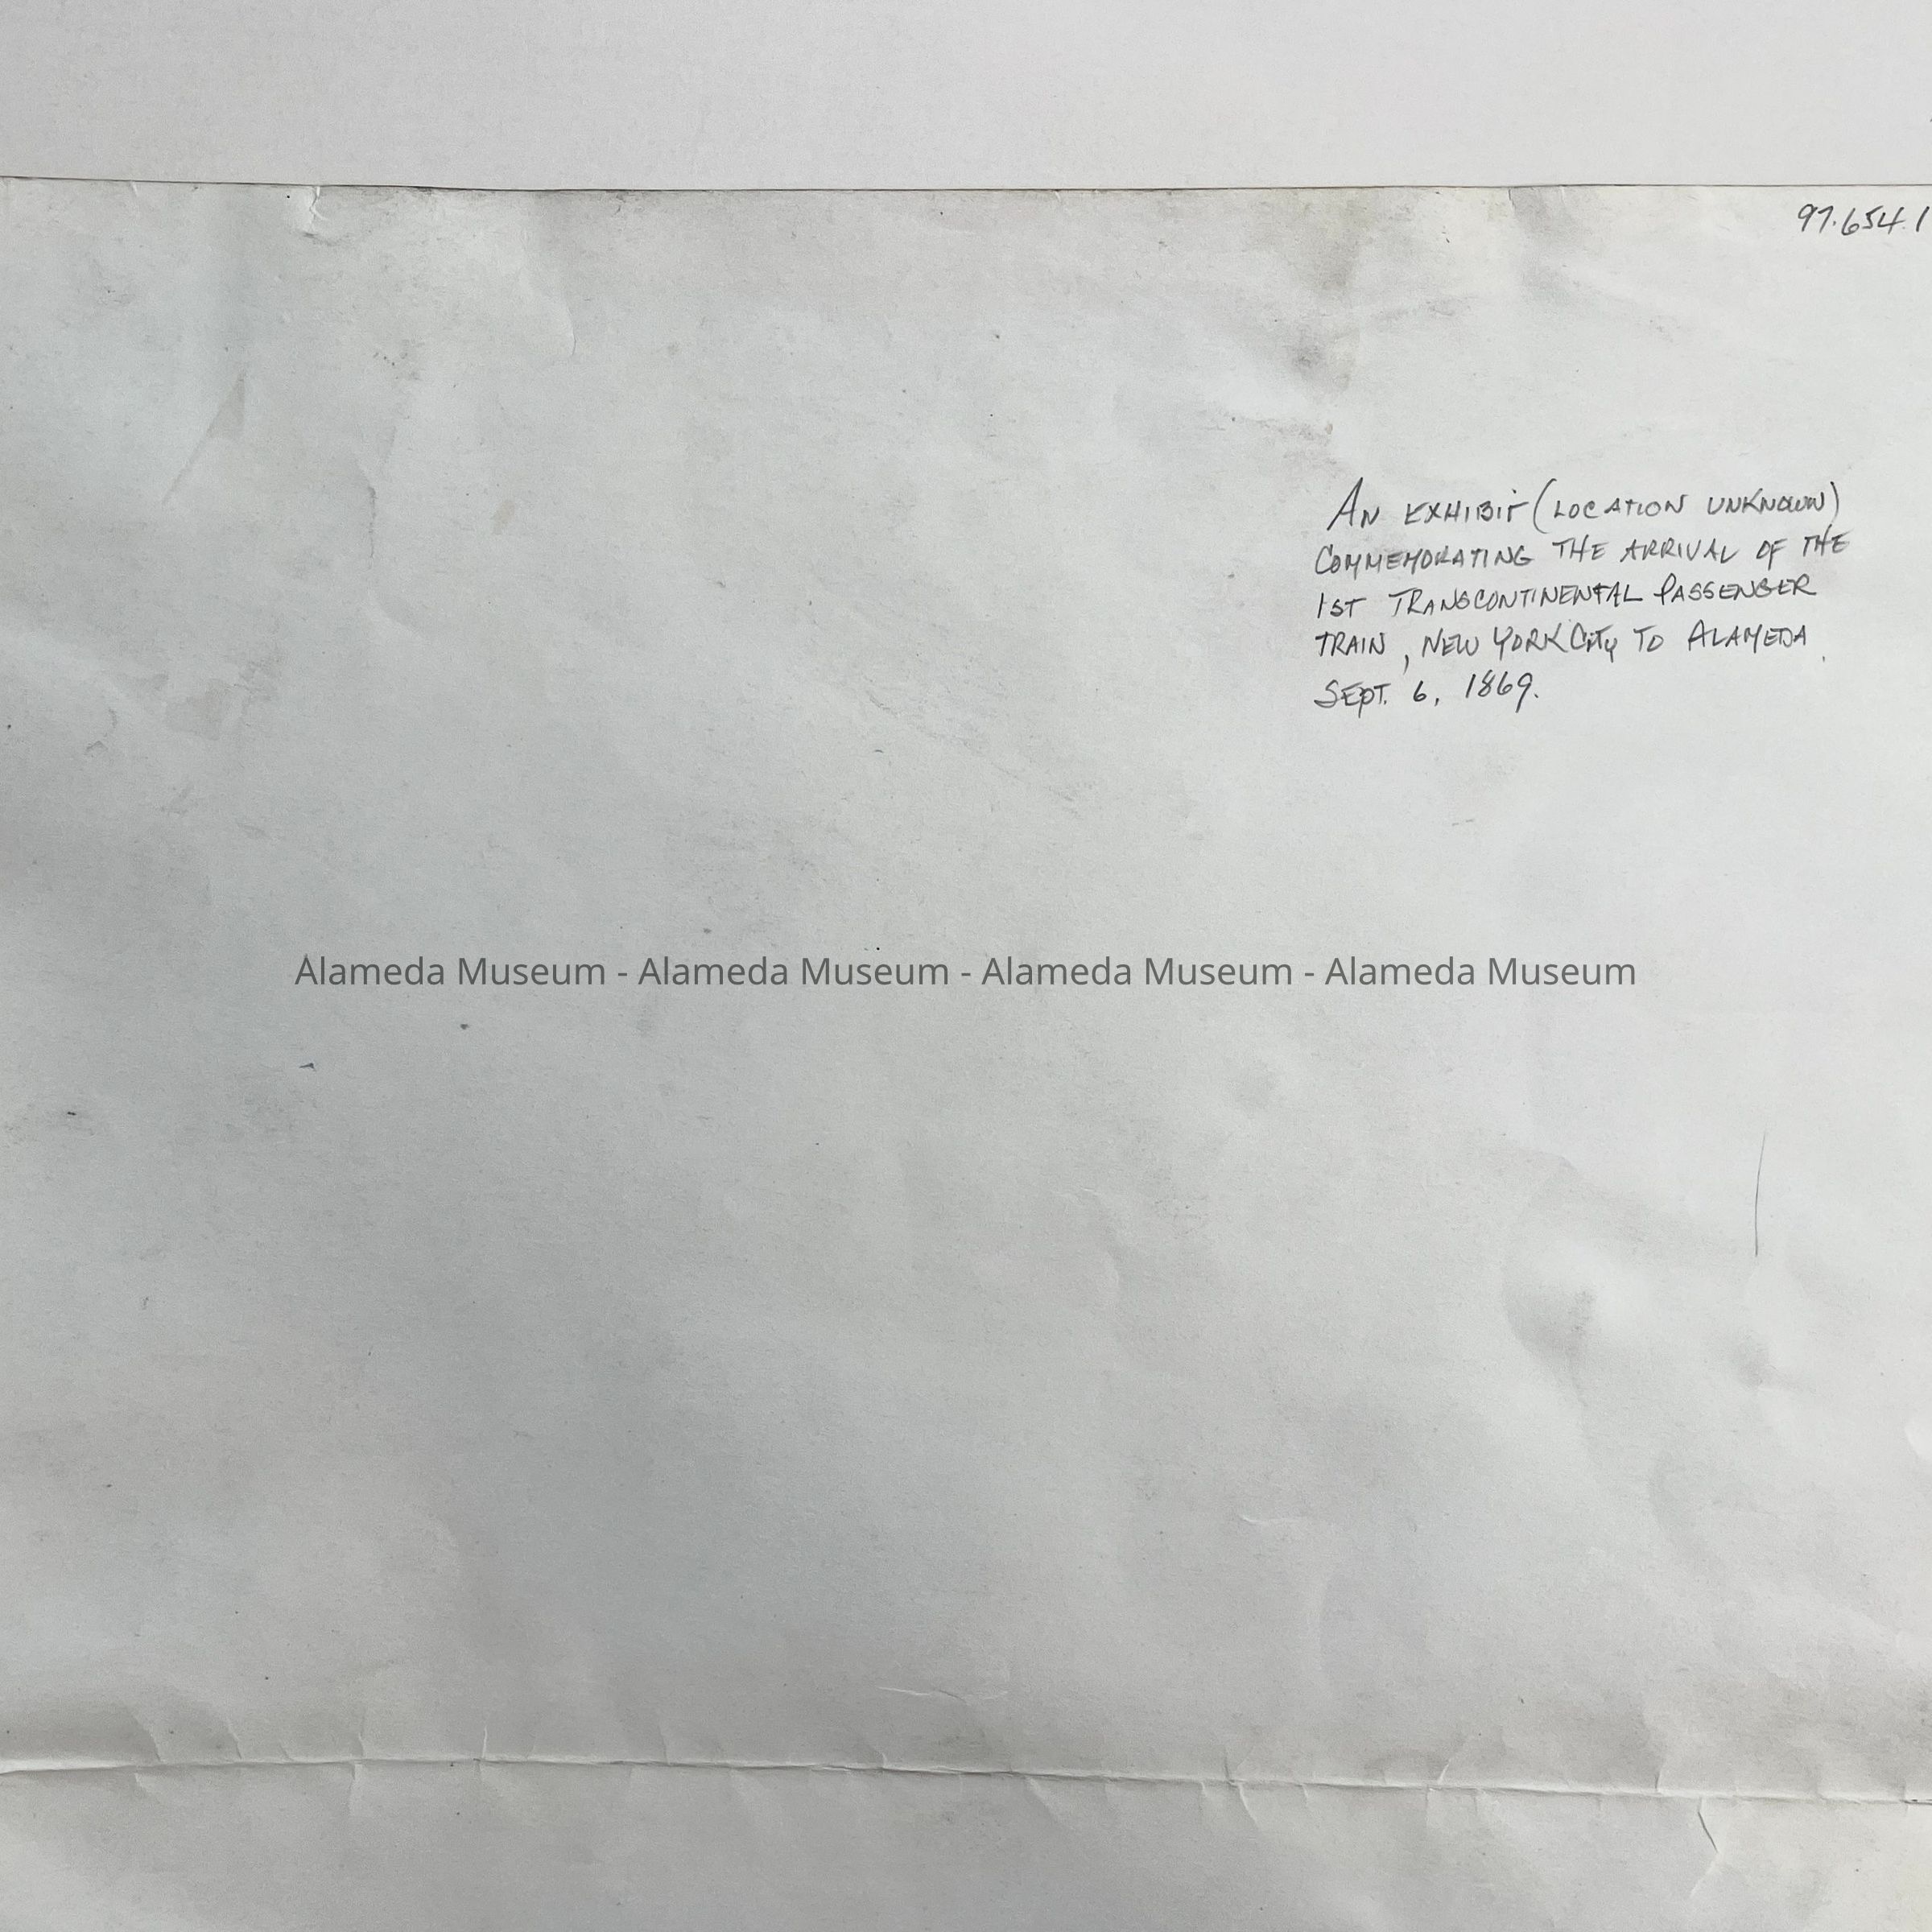 97.654.1
An EXHIBIT (LOCATION UNKNOWN)
COMMEMORATING THE ARRIVAL OF THE
1ST TRANSCONTINENTAL PASSENGER
TRAIN, NEW YORK CITY TO ALAMEDA
SEPT. 6, 1869.
Alameda Museum - Alameda Museum - Alameda Museum - Alameda Museum